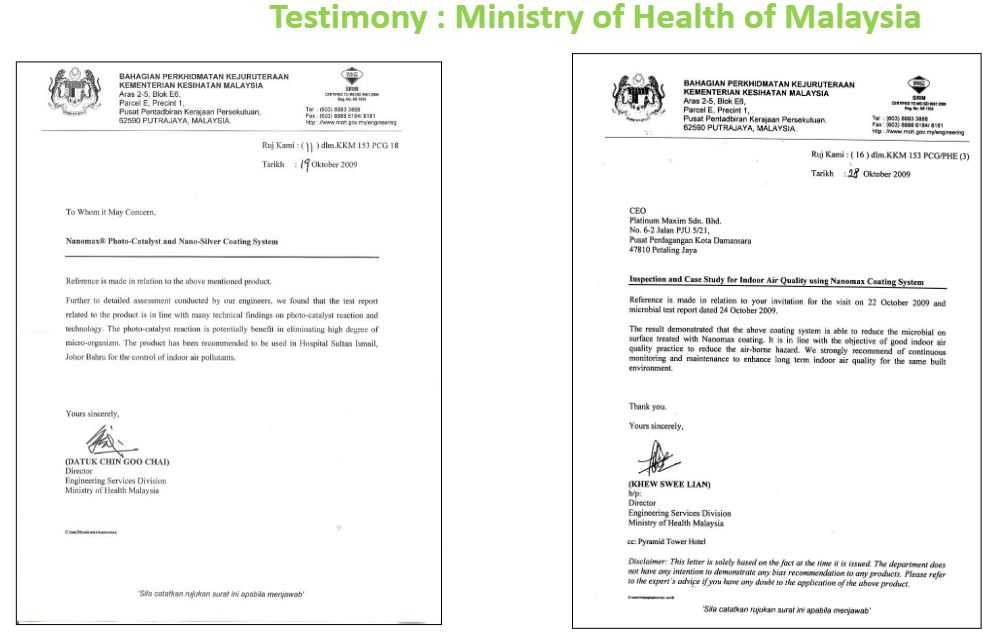 Testimony : Ministry of Health of Malaysia
BAHAGIAN PERKHIDMATAN KEJURUTERAAN
KEMENTERIAN KESIHATAN MALAYSIA
Aras 2-5, Blok E6,
Parcel E, Precint 1,
Pusat Pentadbiran Kerajaan Persekutuan,
62590 PUTRAJAYA, MALAYSIA.
SIRIM
Tel : (603) 8883 3888
Fax : (603) 8888 6184/ 8181
http : //www.moh.gov.my/engineering
Ruj Kami : ( 11 ) dlm.KKM 153 PCG 18
Tarikh : 19 Oktober 2009
To Whom it May Concern,
Nanomax® Photo-Catalyst and Nano-Silver Coating System
Reference is made in relation to the above mentioned product.
Further to detailed assessment conducted by our engineers, we found that the test report
related to the product is in line with many technical findings on photo-catalyst reaction and
technology. The photo-catalyst reaction is potentially benefit in eliminating high degree of
micro-organizm. The product has been recommended to be used in Hospital Sultan Ismail,
Johor Bahru for the control of indoor air pollutants.
Yours sincerely,
(DATUK CHIN GOO CHAI)
Director
Engineering Services Division
Ministry of Health Malaysia
'Sila catatkan rujukan surat ini apabila menjawab'
BAHAGIAN PERKHIDMATAN KEJURUTERAAN
KEMENTERIAN KESIHATAN MALAYSIA
Aras 2-5, Blok E6,
Parcel E, Precint 1,
Pusat Pentadbiran Kerajaan Persekutuan,
62590 PUTRAJAYA, MALAYSIA.
SIRIM
Tel : (603) 8883 3888
Fax : (603) 8888 6184/ 8181
http : //www.moh.gov.my/engineering
Ruj Kami : ( 16 ) dlm.KKM 153 PCG/PHE (3)
Tarikh : 28 Oktober 2009
CEO
Platinum Maxim Sdn. Bhd.
No. 6-2 Jalan PJU 5/21,
Pusat Perdagangan Kota Damansara
47810 Petaling Jaya
Inspection and Case Study for Indoor Air Quality using Nanomax Coating System
Reference is made in relation to your invitation for the visit on 22 October 2009 and
microbial test report dated 24 October 2009.
The result demonstrated that the above coating system is able to reduce the microbial on
surface treated with Nanomax coating. It is in line with the objective of good indoor air
quality practice to reduce the air-borne hazard. We strongly recommend of continuous
monitoring and maintenance to enhance long term indoor air quality for the same built
environment.
Thank you.
Yours sincerely,
(KHEW SWEE LIAN)
b/p:
Director
Engineering Services Division
Ministry of Health Malaysia
cc: Pyramid Tower Hotel
Disclaimer: This letter is solely based on the fact at the time it is issued. The department does
not have any intention to demonstrate any bias recommendation to any products. Please refer
to the expert's advice if you have any doubt to the application of the above product.
'Sila catatkan rujukan surat ini apabila menjawab'